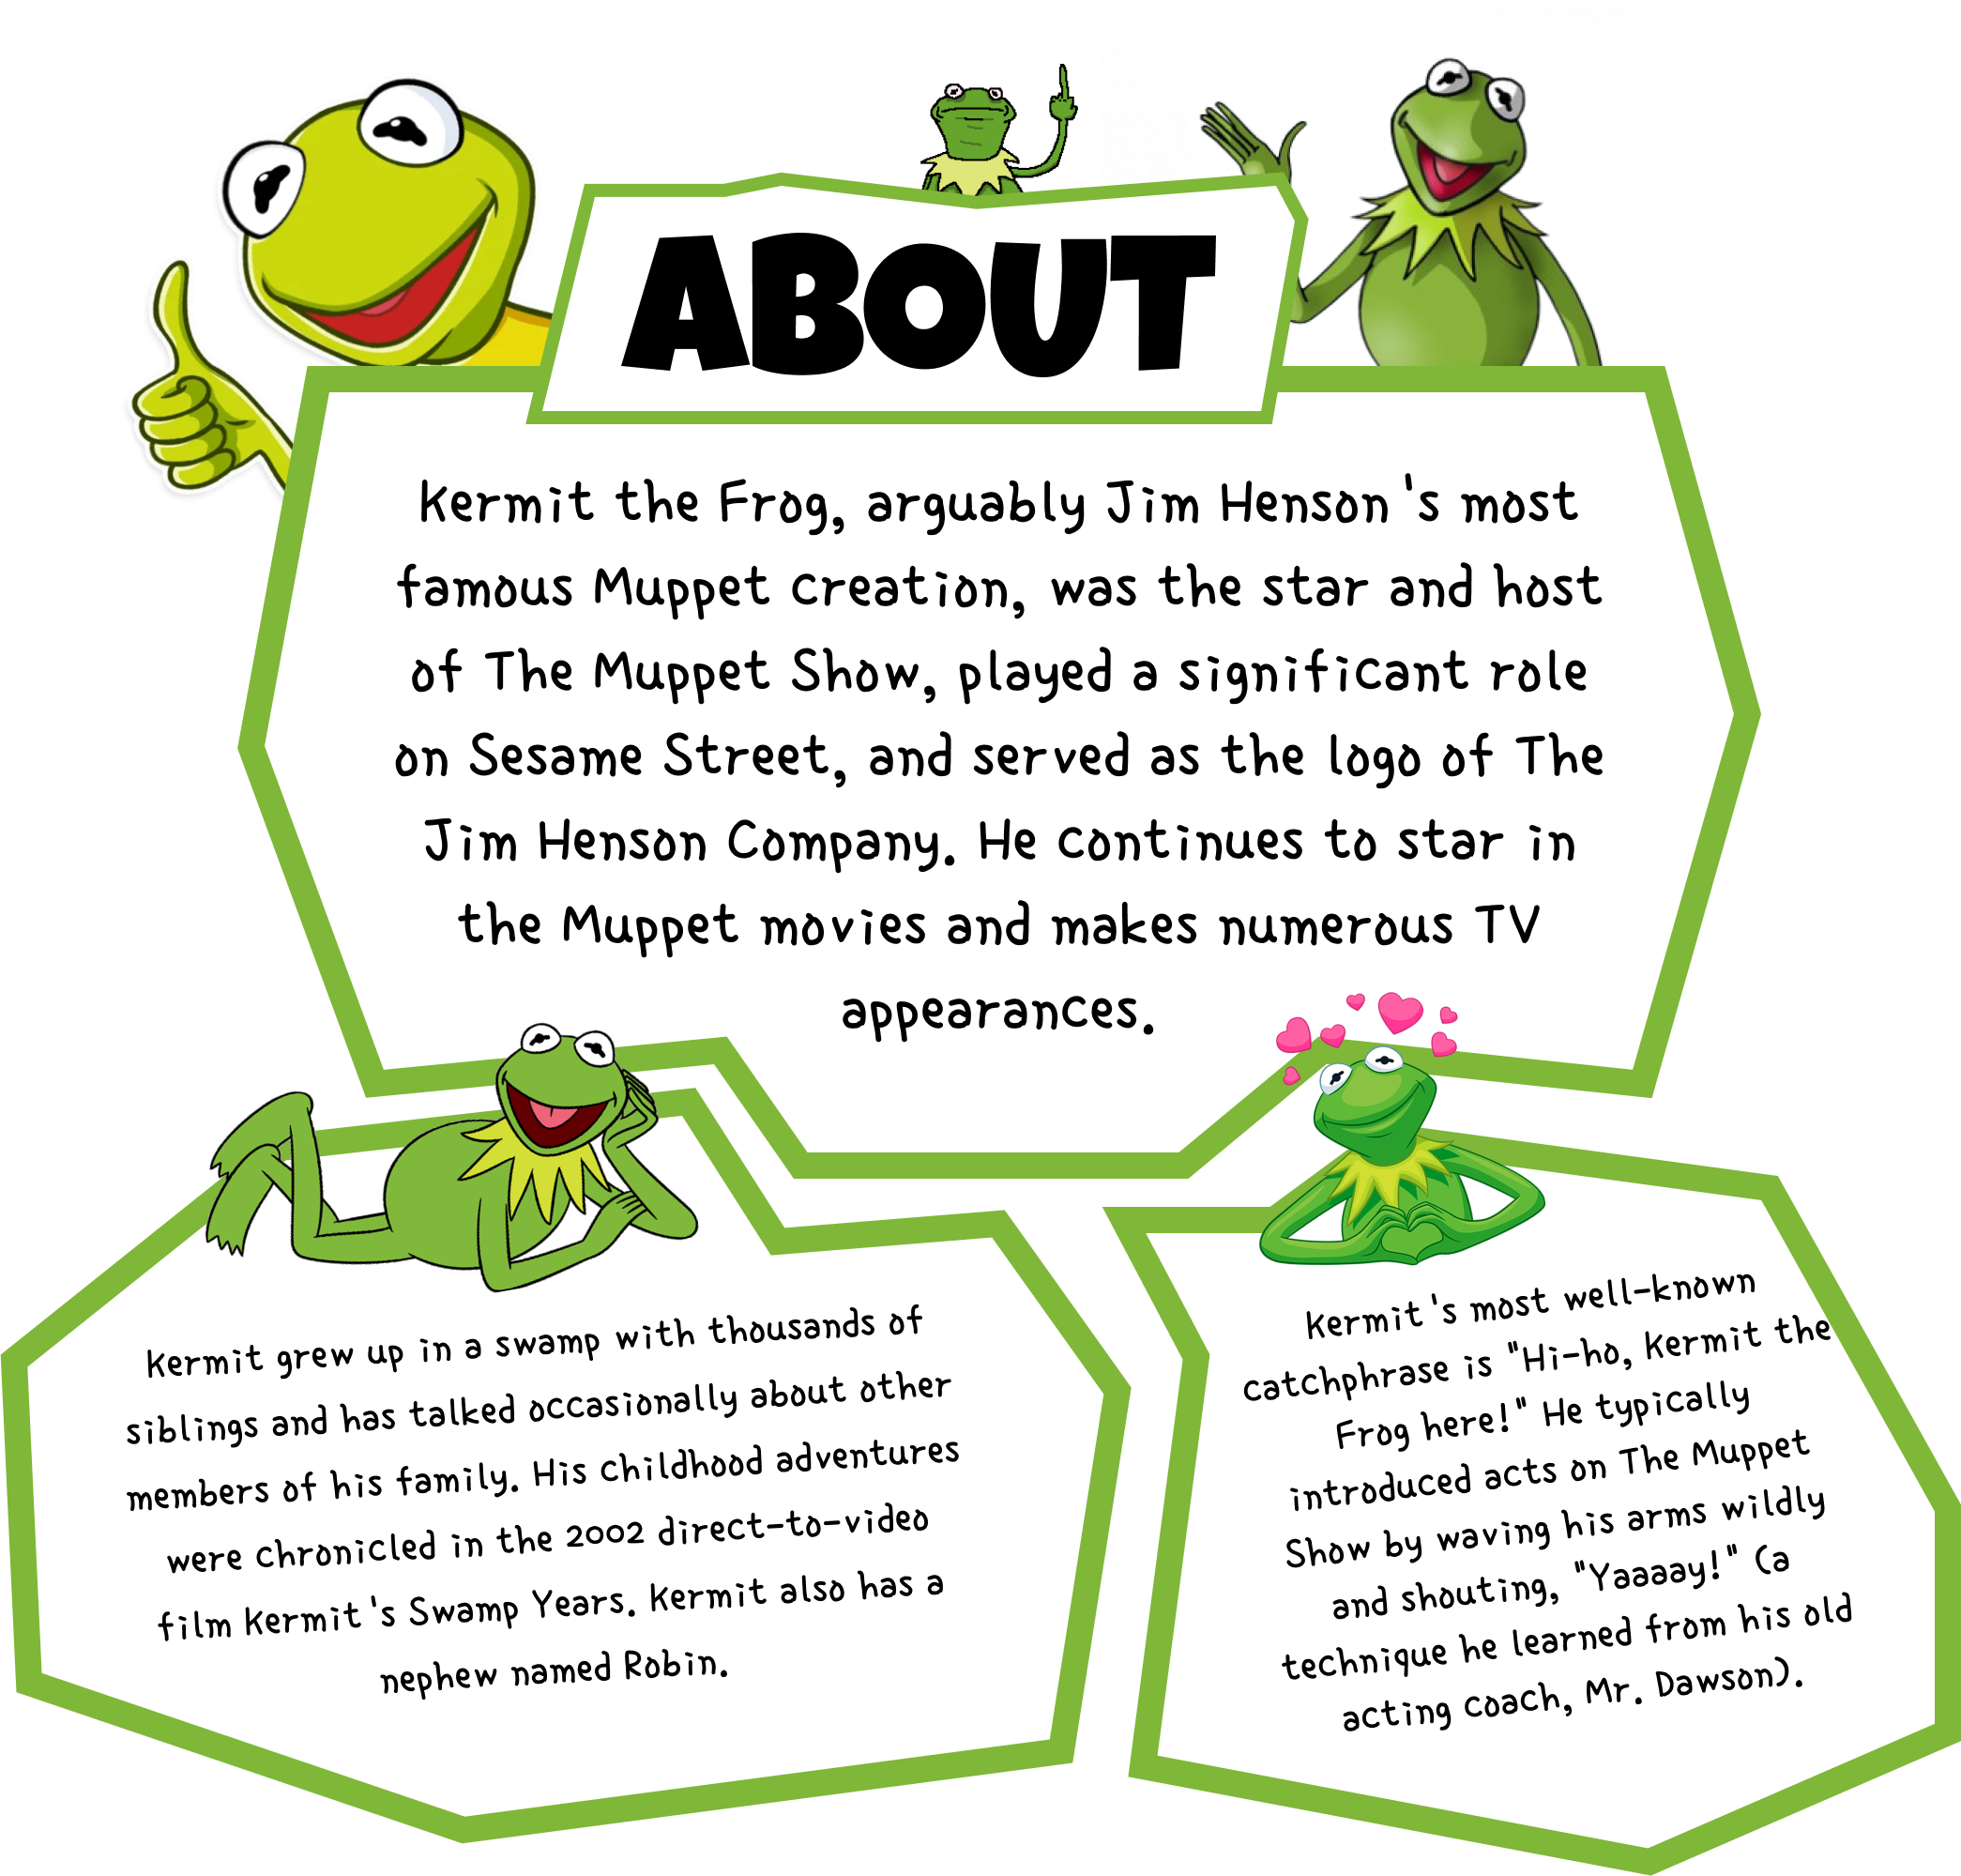 ABOUT
Kermit the Frog, arguably Jim Henson's most
famous Muppet creation, was the star and host
of The Muppet Show, played a significant role
on Sesame Street, and served as the logo of The
Jim Henson Company. He continues to star in
the Muppet movies and makes numerous TV
appearances.
Kermit grew up in a swamp with thousands of
siblings and has talked occasionally about other
members of his family. His childhood adventures
were chronicled in the 2002 direct-to-video
film Kermit's Swamp Years. Kermit also has a
nephew named Robin.
Kermit's most well-known
catchphrase is "Hi-ho, Kermit the
Frog here!" He typically
introduced acts on The Muppet
Show by waving his arms wildly
and shouting, "Yaaaay!" (a
technique he learned from his old
acting coach, Mr. Dawson).